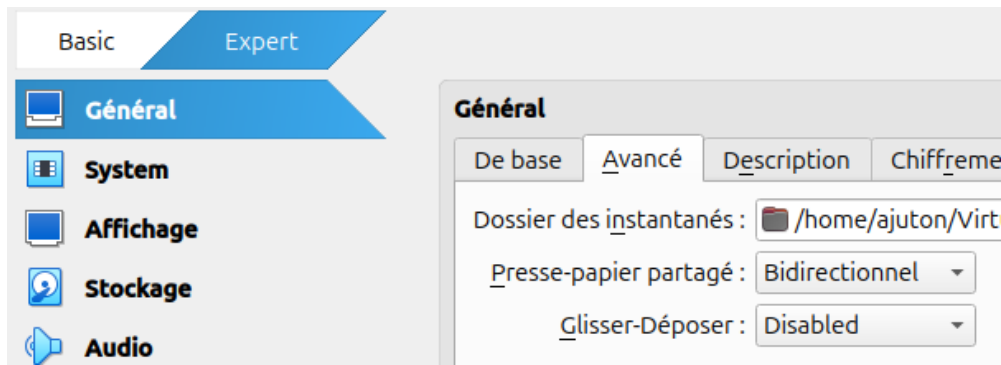 Basic Expert
Général
System
Affichage
Stockage
Audio
Général
De base Avancé Description
Dossier des instantanés : /home/ajuton/
Presse-papier partagé : Bidirectionnel
Glisser-Déposer : Disabled